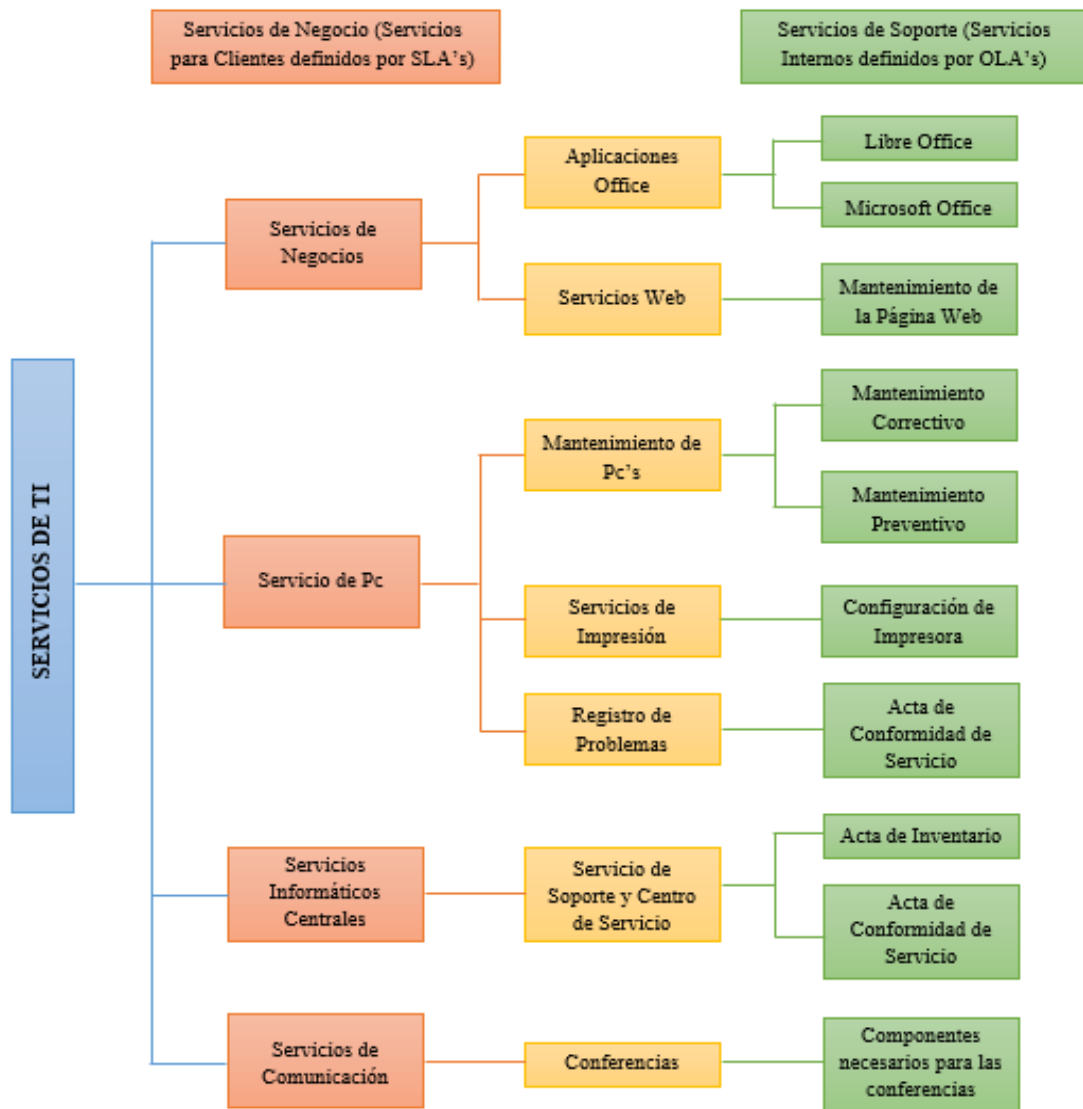 Servicios de Negocio (Servicios
para Clientes definidos por SLA's)
Servicios de Soporte (Servicios
Internos definidos por OLA's)
SERVICIOS DE TI
Servicios de
Negocios
Aplicaciones
Office
Libre Office
Microsoft Office
Servicios Web
Mantenimiento de
la Página Web
Servicio de Pc
Mantenimiento de
Pc's
Mantenimiento
Correctivo
Mantenimiento
Preventivo
Servicios de
Impresión
Configuración de
Impresora
Registro de
Problemas
Acta de
Conformidad de
Servicio
Servicios
Informáticos
Centrales
Servicio de
Soporte y Centro
de Servicio
Acta de Inventario
Acta de
Conformidad de
Servicio
Servicios de
Comunicación
Conferencias
Componentes
necesarios para las
conferencias